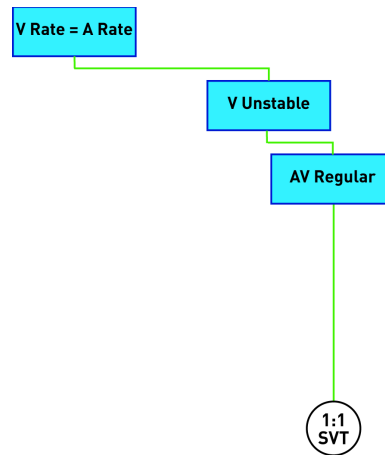 V Rate = A Rate
V Unstable
AV Regular
1:1
SVT